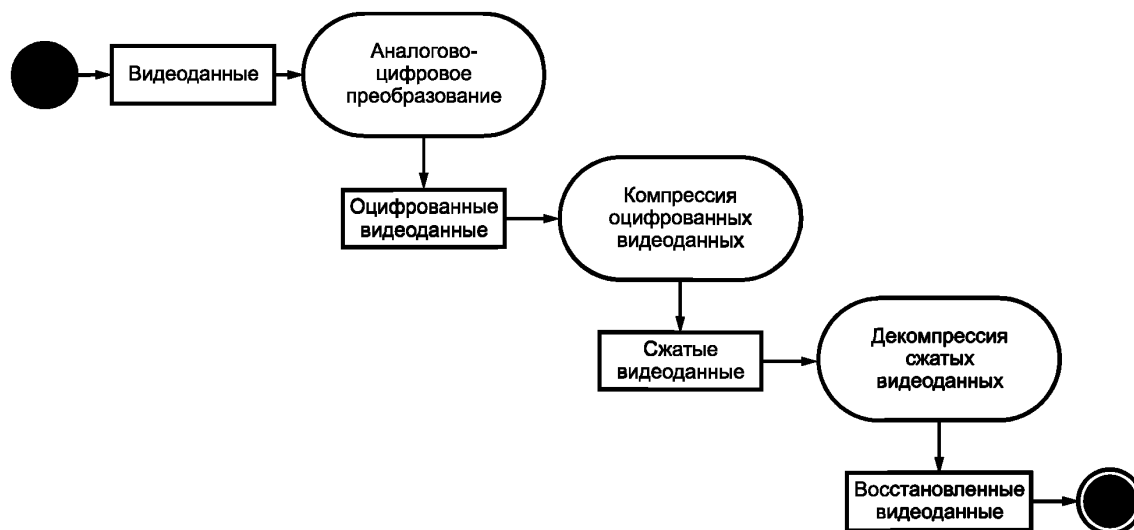 Видеоданные
Аналогово-
цифровое
преобразование
Оцифрованные
видеоданные
Компрессия
оцифрованных
видеоданных
Сжатые
видеоданные
Декомпрессия
сжатых
видеоданных
Восстановленные
видеоданные